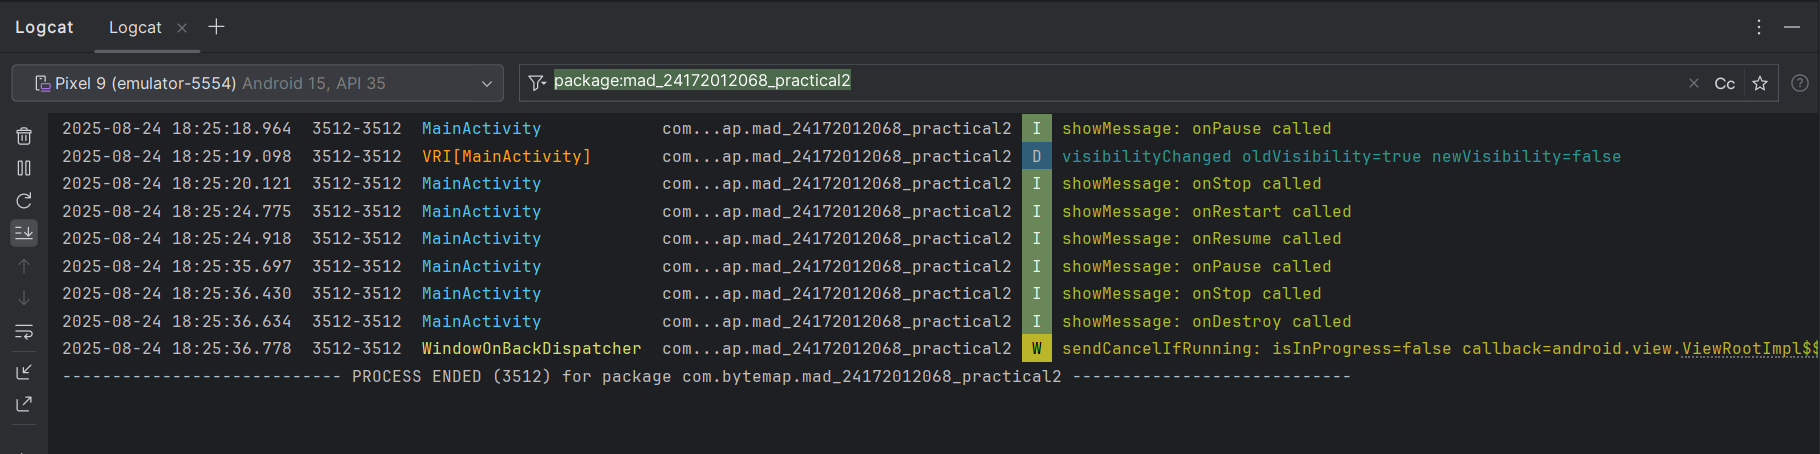 Logcat Logcat
Pixel 9 (emulator-5554) Android 15, API 35 package:mad_24172012068_practical2 Cc
2025-08-24 18:25:18.964 3512-3512 MainActivity com...ap.mad_24172012068_practical2 I showMessage: onPause called
2025-08-24 18:25:19.098 3512-3512 VRI[MainActivity] com...ap.mad_24172012068_practical2 D visibilityChanged oldVisibility=true newVisibility=false
2025-08-24 18:25:20.121 3512-3512 MainActivity com...ap.mad_24172012068_practical2 I showMessage: onStop called
2025-08-24 18:25:24.775 3512-3512 MainActivity com...ap.mad_24172012068_practical2 I showMessage: onRestart called
2025-08-24 18:25:24.918 3512-3512 MainActivity com...ap.mad_24172012068_practical2 I showMessage: onResume called
2025-08-24 18:25:35.697 3512-3512 MainActivity com...ap.mad_24172012068_practical2 I showMessage: onPause called
2025-08-24 18:25:36.430 3512-3512 MainActivity com...ap.mad_24172012068_practical2 I showMessage: onStop called
2025-08-24 18:25:36.634 3512-3512 MainActivity com...ap.mad_24172012068_practical2 I showMessage: onDestroy called
2025-08-24 18:25:36.778 3512-3512 WindowOnBackDispatcher com...ap.mad_24172012068_practical2 W sendCancelIfRunning: isInProgress=false callback=android.view.ViewRootImpl$$
---------------------------- PROCESS ENDED (3512) for package com.bytemap.mad_24172012068_practical2 ----------------------------